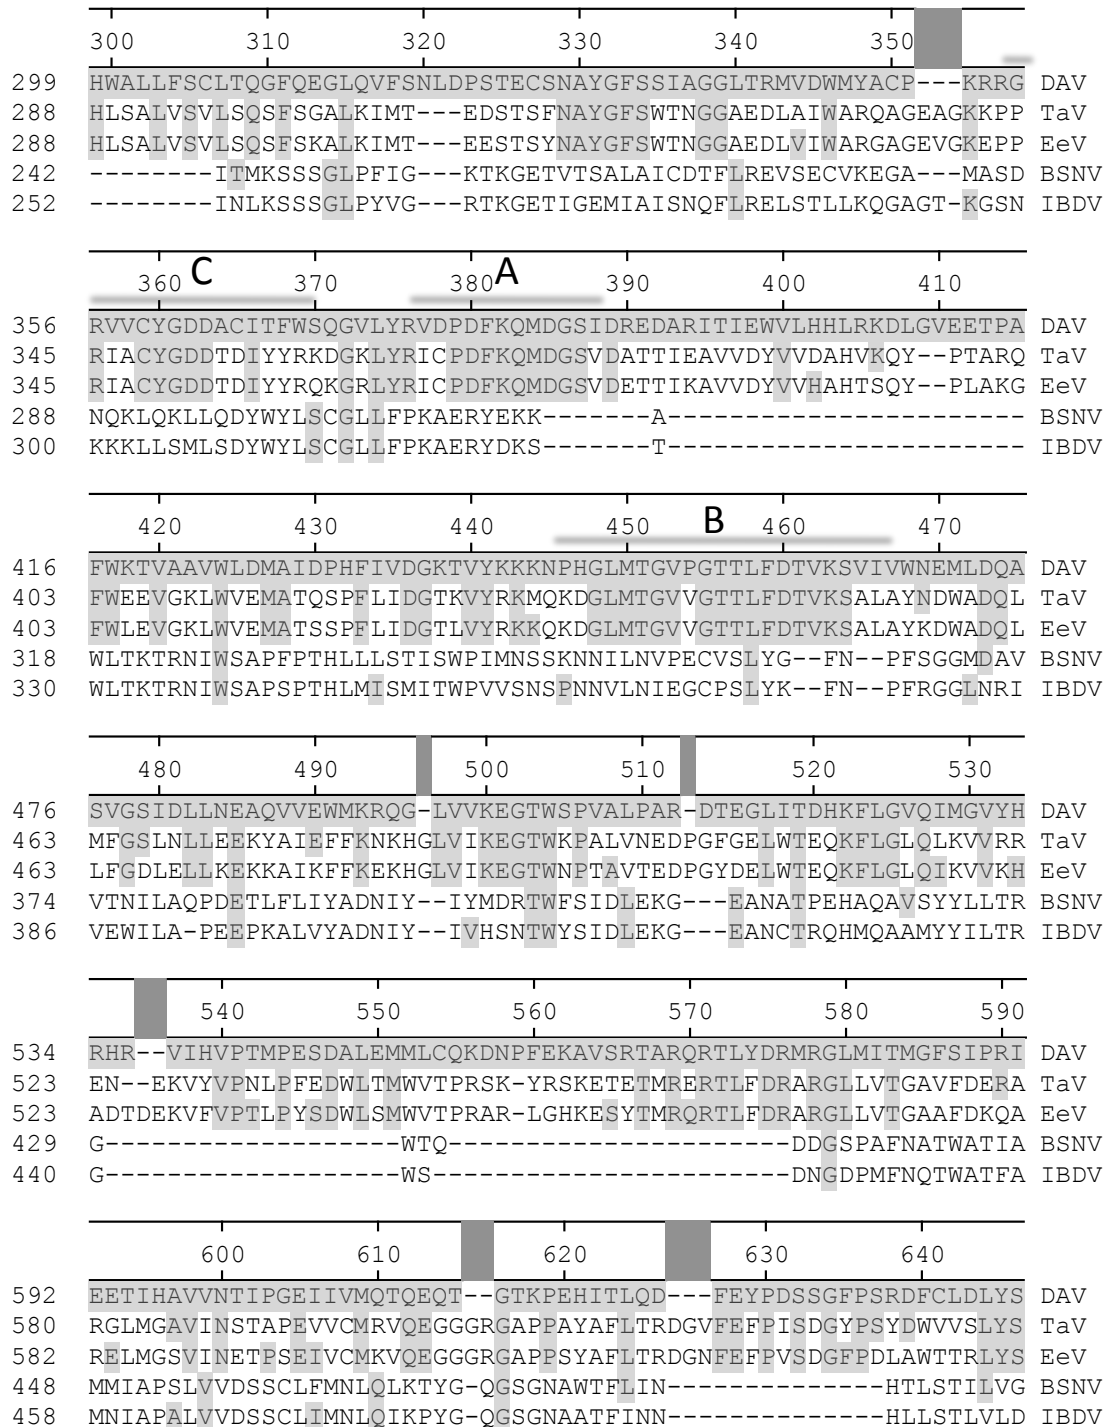 300 310 320 330 340 350
299 HWALLFSCLTQGFQEGLQVFSNLDPSTECSNAYGFSSIAGGLTRMVDWMYACP---KRRG DAV
288 HLSALVSVLSQSFSGALKIMT---EDSTSFNAYGFSWTNGGAEDLAIWARQAGEAGKKPP TaV
288 HLSALVSVLSQSFSKALKIMT---EESTSYNAYGFSWTNGGAEDLVIWARGAGEVGKEPP EeV
242 --------ITMKSSSGLPFIG---KTKGETVTSALAICDTFLREVSECVKEGA---MASD BSNV
252 --------INLKSSSGLPYVG---RTKGETIGEMIAISNQFLRELSTLLKQGAGT-KGSN IBDV
C A
360 370 380 390 400 410
356 RVVCYGDDACITFWSQGVLYRVDPDFKQMDGSIDREDARITIEWVLHHLRKDLGVEETPA DAV
345 RIACYGDDTDIYYRKDGKLYRICPDFKQMDGSVDATTIEAVVDYVVDAHVKQY--PTARQ TaV
345 RIACYGDDTDIYYRQKGRLYRICPDFKQMDGSVDETTIKAVVDYVVHAHTSQY--PLAKG EeV
288 NQKLQKLLQDYWYLSCGLLFPKAERYEKK-------A----------------------- BSNV
300 KKKLLSMLSDYWYLSCGLLFPKAERYDKS-------T----------------------- IBDV
B
420 430 440 450 460 470
416 FWKTVAAVWLDMAIDPHFIVDGKTVYKKKNPHGLMTGVPGTTLFDTVKSVIVWNEMLDQA DAV
403 FWEEVGKLWVEMATQSPFLIDGTKVYRKMQKDGLMTGVVGTTLFDTVKSALAYNDWADQL TaV
403 FWLEVGKLWVEMATSSPFLIDGTLVYRKKQKDGLMTGVVGTTLFDTVKSALAYKDWADQL EeV
318 WLTKTRNIWSAPFPTHLLLSTISWPIMNSSKNNILNVPECVSLYG--FN--PFSGGMDAV BSNV
330 WLTKTRNIWSAPSPTHLMISMITWPVVSNSPNNVLNIEGCPSLYK--FN--PFRGGLNRI IBDV
480 490 500 510 520 530
476 SVGSIDLLNEAQVVEWMKRQG-LVVKEGTWSPVALPAR-DTEGLITDHKFLGVQIMGVYH DAV
463 MFGSLNLLEEKYAIEFFKNKHGLVIKEGTWKPALVNEDPGFGELWTEQKFLGLQLKVVRR TaV
463 LFGDLELLKEKKAIKFFKEKHGLVIKEGTWNPTAVTEDPGYDELWTEQKFLGLQIKVVKH EeV
374 VTNILAQPDETLFLIYADNIY--IYMDRTWFSIDLEKG---EANATPEHAQAVSYYLLTR BSNV
386 VEWILA-PEEPKALVYADNIY--IVHSNTWYSIDLEKG---EANCTRQHMQAAMYYILTR IBDV
540 550 560 570 580 590
534 RHR--VIHVPTMPESDALEMMLCQKDNPFEKAVSRTARQRTLYDRMRGLMITMGFSIPRI DAV
523 EN--EKVYVPNLPFEDWLTMWVTPRSK-YRSKETETMRERTLFDRARGLLVTGAVFDERA TaV
523 ADTDEKVFVPTLPYSDWLSMWVTPRAR-LGHKESYTMRQRTLFDRARGLLVTGAAFDKQA EeV
429 G-------------------WTQ----------------------DDGSPAFNATWATIA BSNV
440 G-------------------WS-----------------------DNGDPMFNQTWATFA IBDV
600 610 620 630 640
592 EETIHAVVNTIPGEIIVMQTQEQT--GTKPEHITLQD---FEYPDSSGFPSRDFCLDLYS DAV
580 RGLMGAVINSTAPEVVCMRVQEGGGRGAPPAYAFLTRDGVFEFPISDGYPSYDWVVSLYS TaV
582 RELMGSVINETPSEIVCMKVQEGGGRGAPPSYAFLTRDGNFEFPVSDGFPDLAWTTRLYS EeV
448 MMIAPSLVVDSSCLFMNLQLKTYG-QGSGNAWTFLIN--------------HTLSTILVG BSNV
458 MNIAPALVVDSSCLIMNLQIKPYG-QGSGNAATFINN--------------HLLSTLVLD IBDV